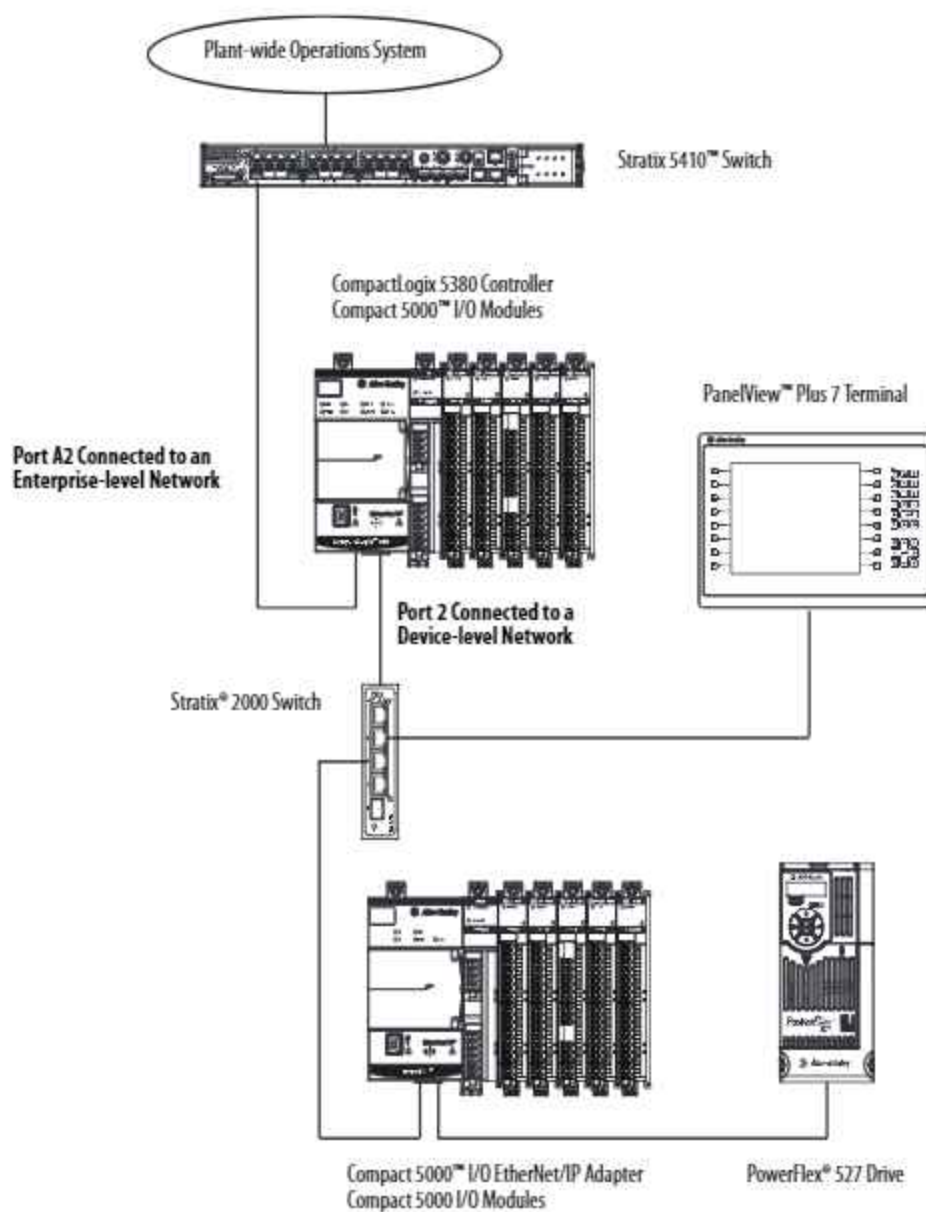 Plant-wide Operations System
Stratix 5410™ Switch
CompactLogix 5380 Controller
Compact 5000™ I/O Modules
PanelView™ Plus 7 Terminal
Port A2 Connected to an
Enterprise-level Network
Port 2 Connected to a
Device-level Network
Stratix® 2000 Switch
Compact 5000™ I/O EtherNet/IP Adapter
Compact 5000 I/O Modules
PowerFlex® 527 Drive